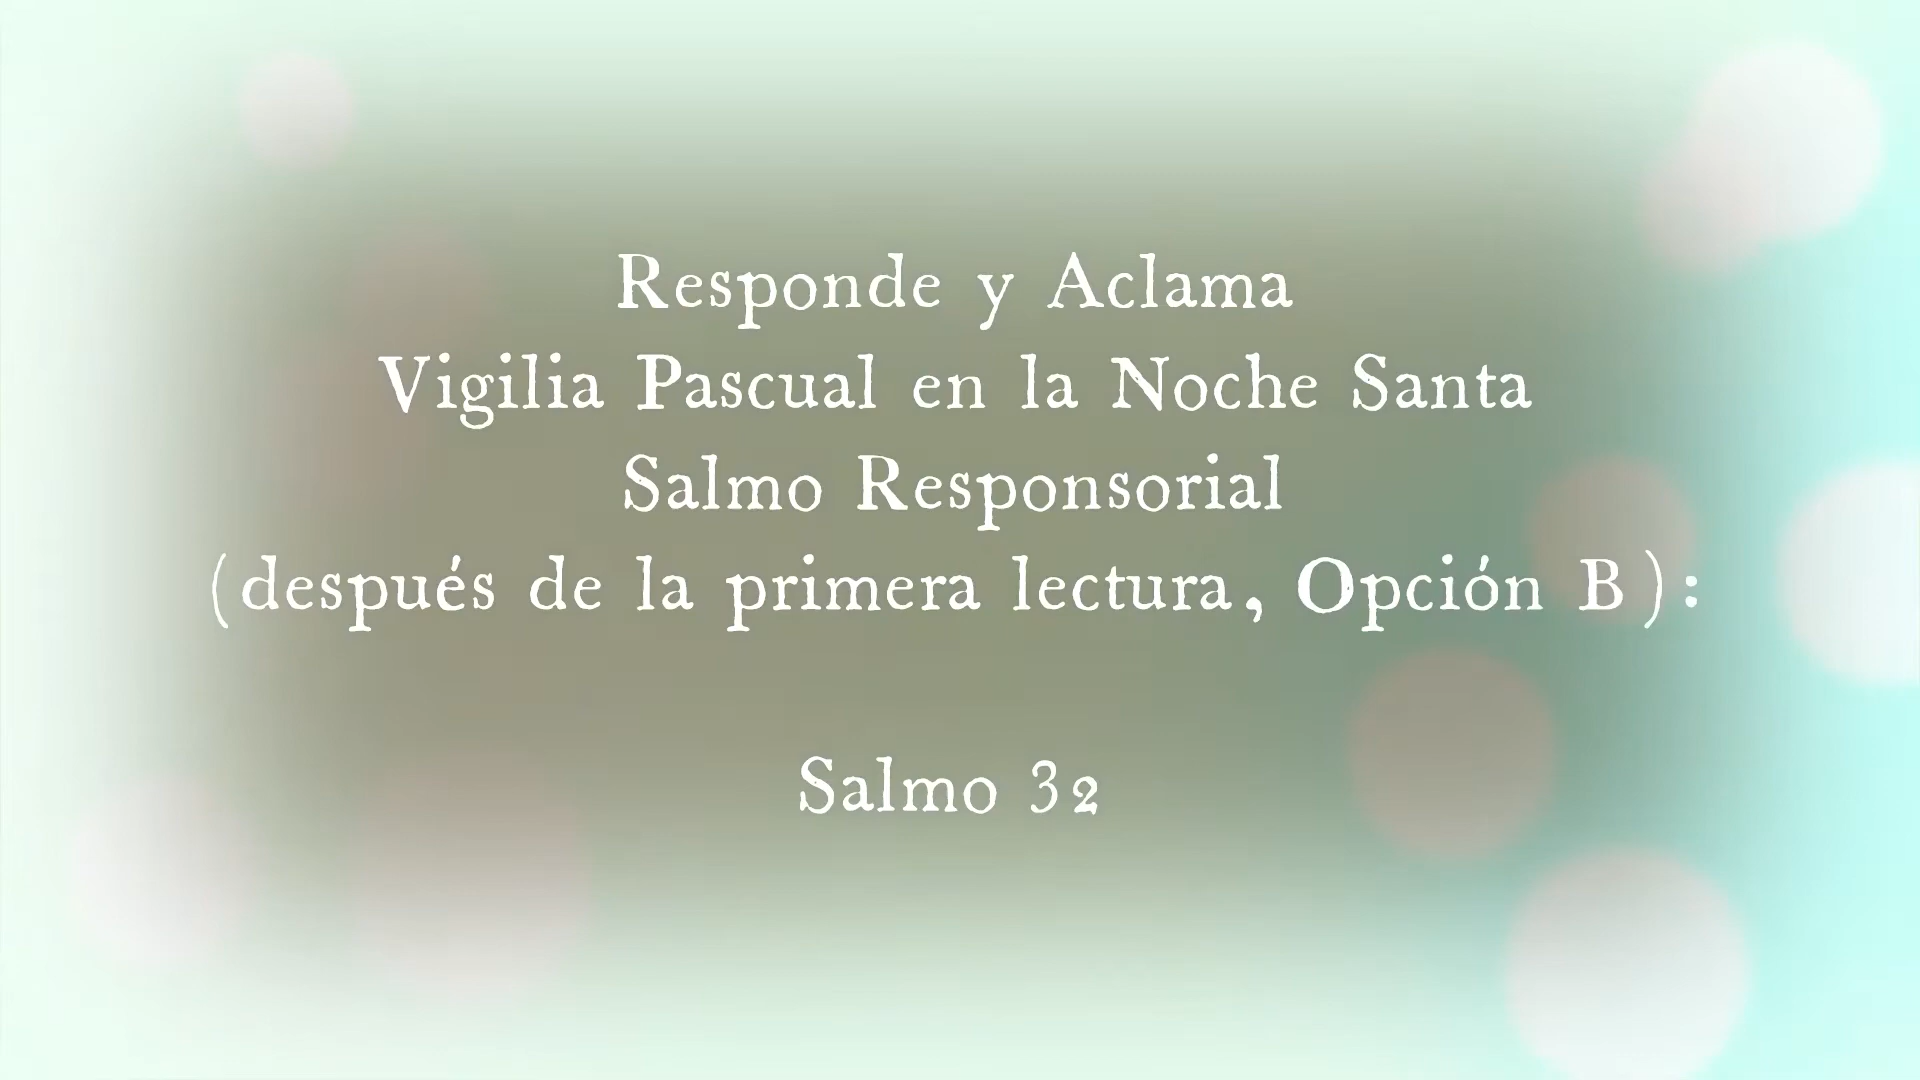 Responde y Aclama
Vigilia Pascual en la Noche Santa
Salmo Responsorial
(después de la primera lectura, Opción B):
Salmo 32